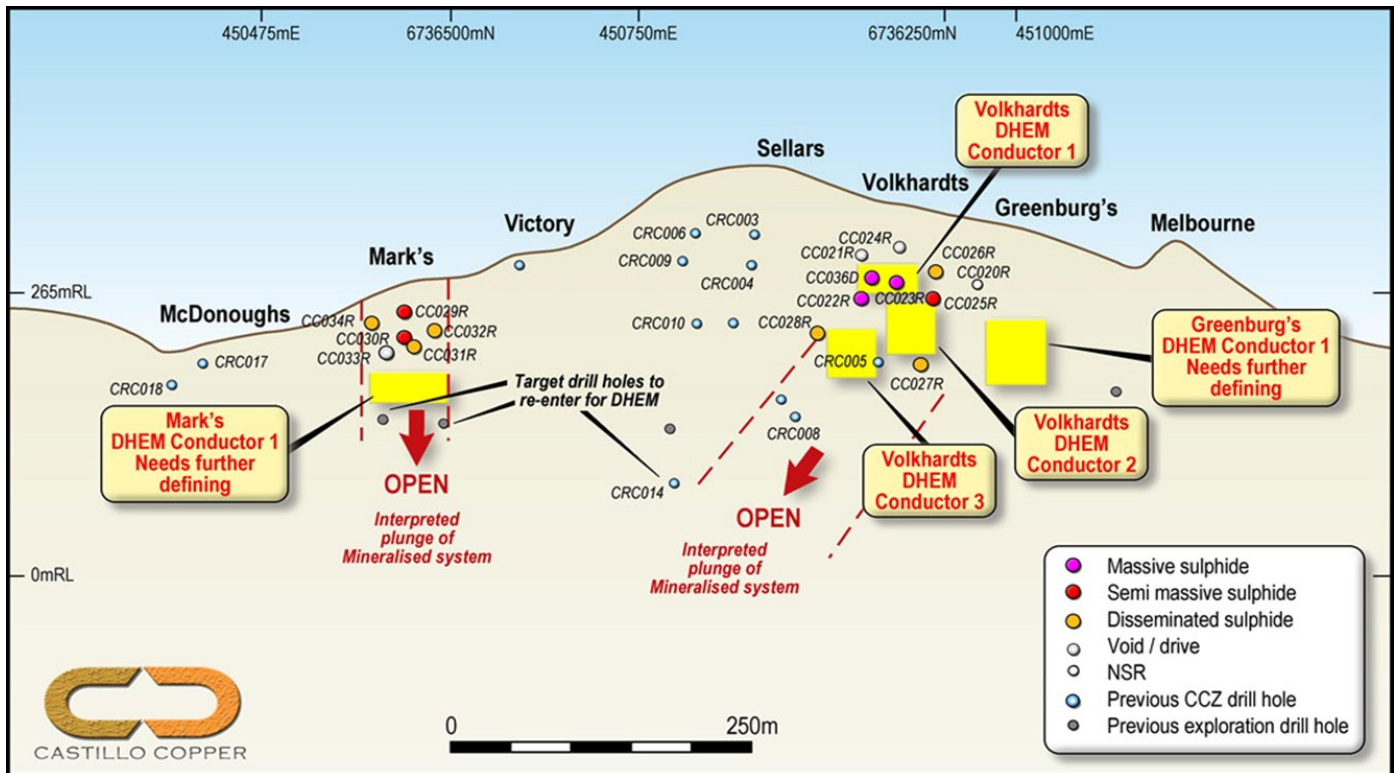 450475mE
6736500mN
450750mE
6736250mN
451000mE
Volkhardts
DHEM
Conductor 1
Sellars
Volkhardts
Greenburg's
Melbourne
Victory
Mark's
McDonoughs
265mRL
0mRL
CRC006
CRC003
CRC009
CRC004
CRC010
CC024R
CC021R
CC026R
CC036D
CC020R
CC022R
CC023R
CC025R
CC028R
CRC005
CC027R
CRC008
CC034R
CC029R
CC030R
CC032R
CC033R
CC031R
CRC017
CRC018
CRC014
Target drill holes to
re-enter for DHEM
Mark's
DHEM Conductor 1
Needs further
defining
Greenburg's
DHEM Conductor 1
Needs further
defining
Volkhardts
DHEM
Conductor 2
Volkhardts
DHEM
Conductor 3
OPEN
Interpreted
plunge of
Mineralised system
OPEN
Interpreted
plunge of
Mineralised system
Massive sulphide
Semi massive sulphide
Disseminated sulphide
Void / drive
NSR
Previous CCZ drill hole
Previous exploration drill hole
CASTILLO COPPER
0
250m